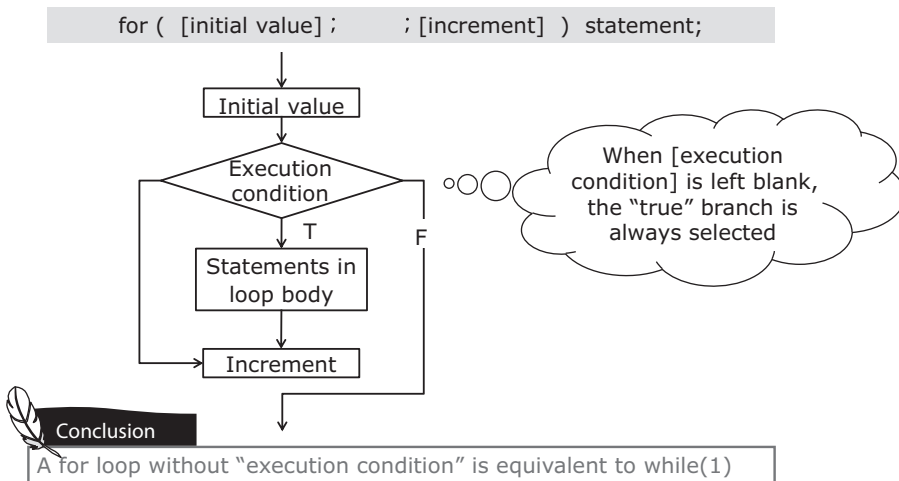 for ( [initial value] ; ; [increment] ) statement;
Initial value
Execution
condition
T
F
Statements in
loop body
Increment
When [execution
condition] is left blank,
the “true” branch is
always selected
Conclusion
A for loop without “execution condition” is equivalent to while(1)